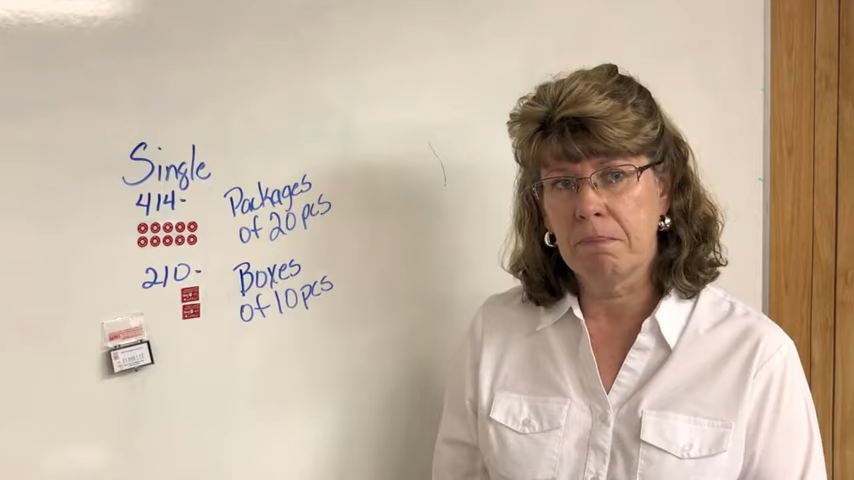 Single
414-
Packages
of 20 pcs
210-
Boxes
of 10 pcs